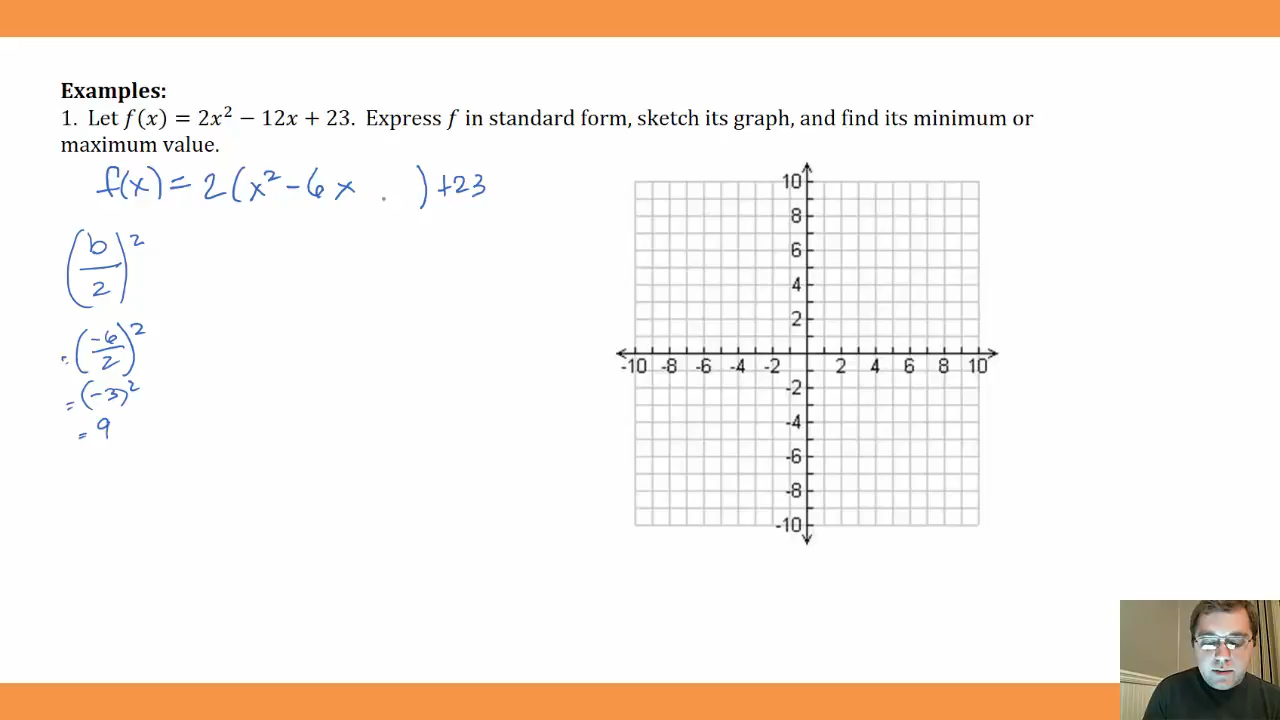 Examples:
1. Let f(x) = 2x² − 12x + 23. Express f in standard form, sketch its graph, and find its minimum or
maximum value.
f(x) = 2(x² - 6x ) + 23
(b/2)²
= (-6/2)²
= (-3)²
= 9
10
8
6
4
2
-10 -8 -6 -4 -2 2 4 6 8 10
-2
-4
-6
-8
-10